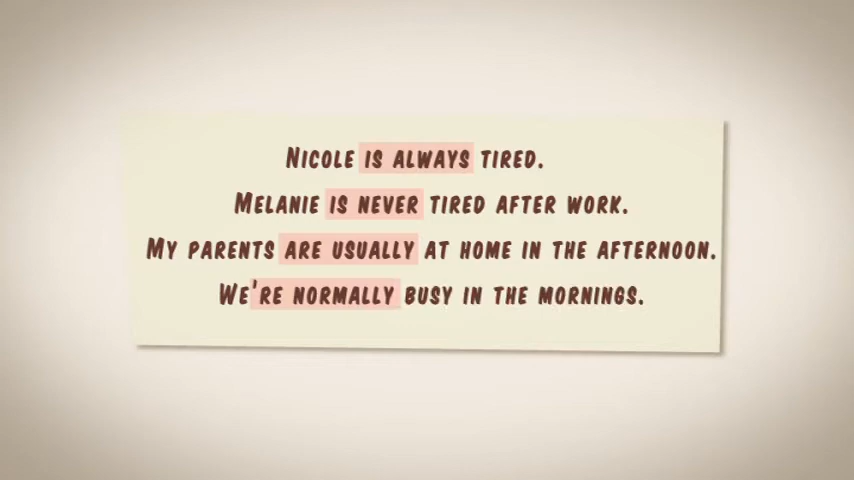 Nicole is always tired.
Melanie is never tired after work.
My parents are usually at home in the afternoon.
We're normally busy in the mornings.